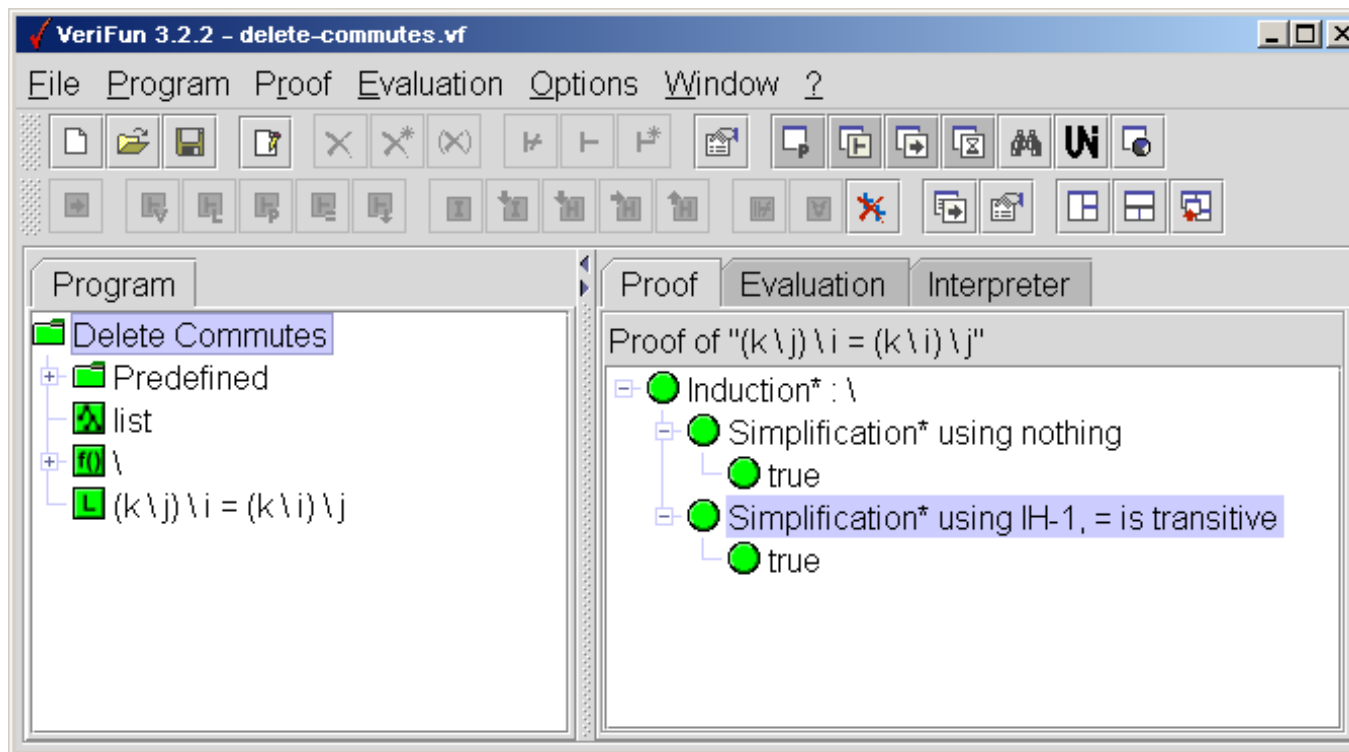 VeriFun 3.2.2 - delete-commutes.vf
File Program Proof Evaluation Options Window ?
Program
Delete Commutes
Predefined
list
f() \
L (k \ j) \ i = (k \ i) \ j
Proof Evaluation Interpreter
Proof of "(k \ j) \ i = (k \ i) \ j"
Induction* : \
Simplification* using nothing
true
Simplification* using IH-1, = is transitive
true